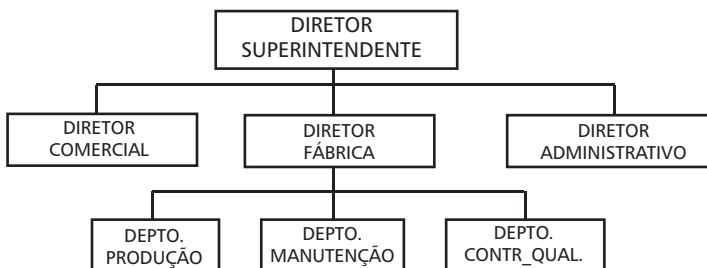 DIRETOR
SUPERINTENDENTE
DIRETOR
COMERCIAL
DIRETOR
FÁBRICA
DIRETOR
ADMINISTRATIVO
DEPTO.
PRODUÇÃO
DEPTO.
MANUTENÇÃO
DEPTO.
CONTR_QUAL.